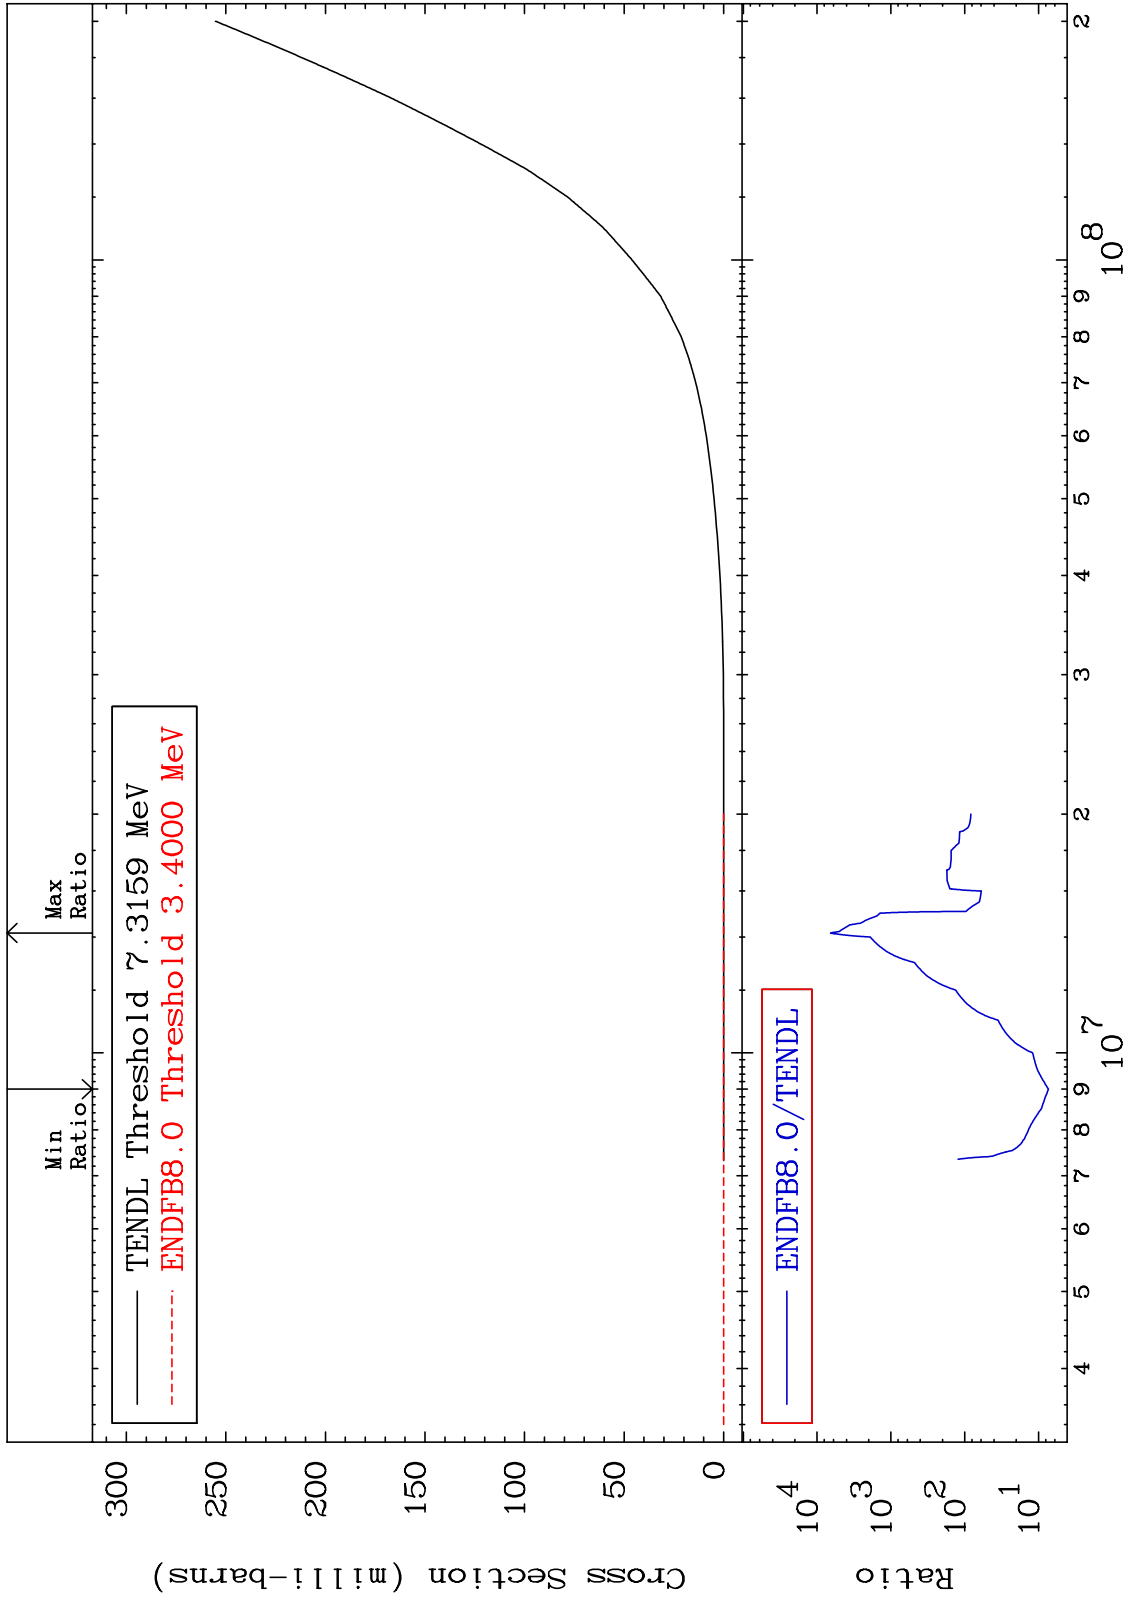 Min
Ratio
Max
Ratio
TENDL Threshold 7.3159 MeV
ENDFB8.0 Threshold 3.4000 MeV
300
250
200
150
100
50
0
Cross Section (milli-barns)
ENDFB8.0/TENDL
10^4
10^3
10^2
10^1
Ratio
4 5 6 7 8 9 10^7 2 3 4 5 6 7 8 9 10^8 2